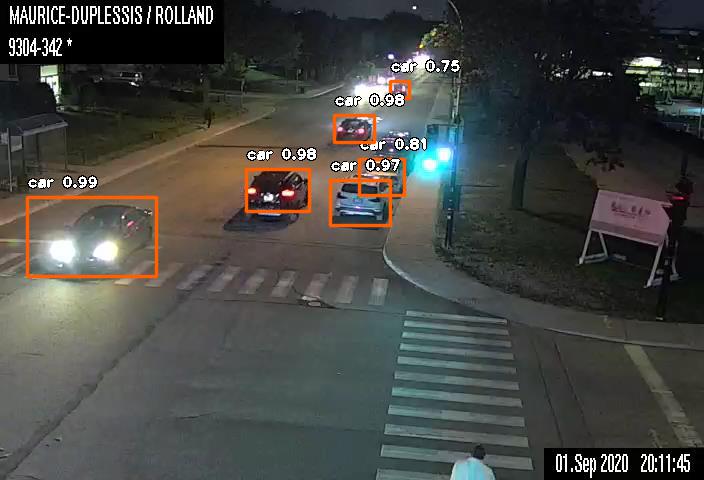 MAURICE-DUPLESSIS / ROLLAND
9304-342 *
car 0.75
car 0.98
car 0.81
car 0.98
car 0.97
car 0.99
01.Sep 2020 20:11:45